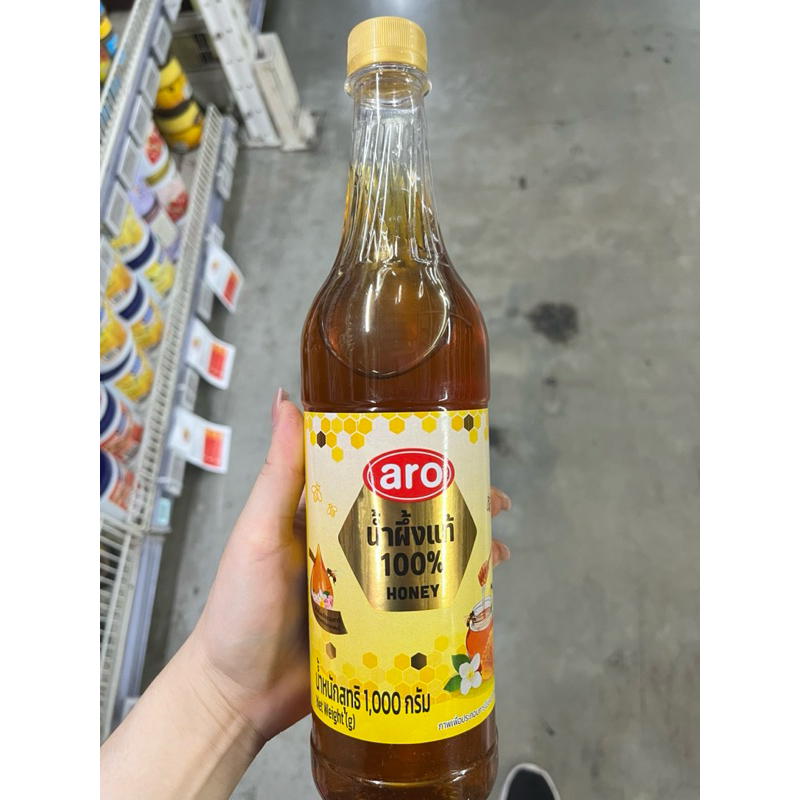 aro
น้ำผึ้งแท้
100%
HONEY
น้ำหนักสุทธิ 1,000 กรัม
Net Weight (g)